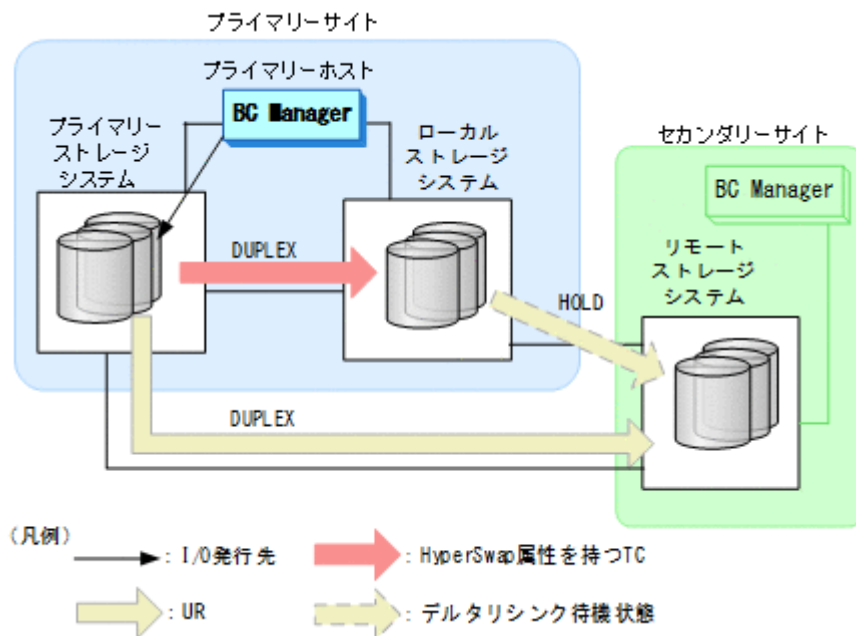 プライマリーサイト
プライマリーホスト
BC Manager
プライマリー
ストレージ
システム
ローカル
ストレージ
システム
セカンダリーサイト
BC Manager
リモート
ストレージ
システム
DUPLEX
HOLD
DUPLEX
(凡例)
: I/O発行先
: HyperSwap属性を持つTC
: UR
: デルタリシンク待機状態